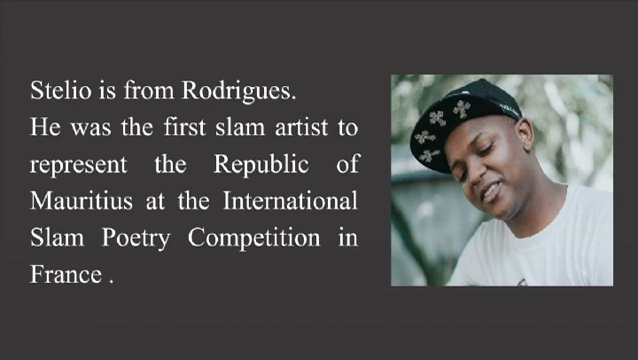 Stelio is from Rodrigues.
He was the first slam artist to
represent the Republic of
Mauritius at the International
Slam Poetry Competition in
France .